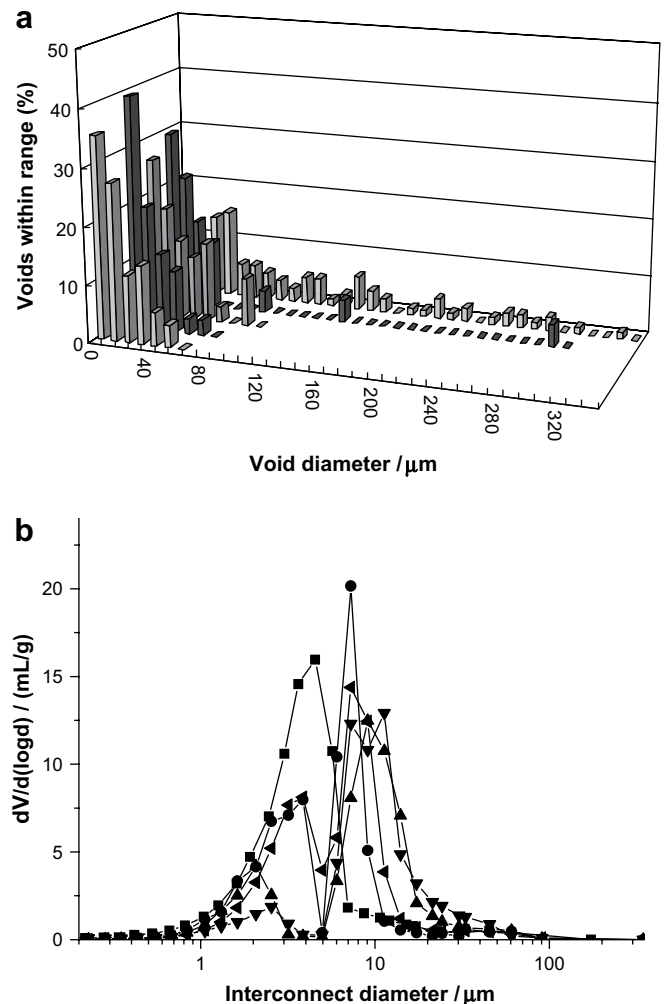 a
Voids within range (%)
50
40
30
20
10
0
0 40 80 120 160 200 240 280 320
Void diameter / μm
b
dV/d(logd) / (mL/g)
20
15
10
5
0
1 10 100
Interconnect diameter / μm